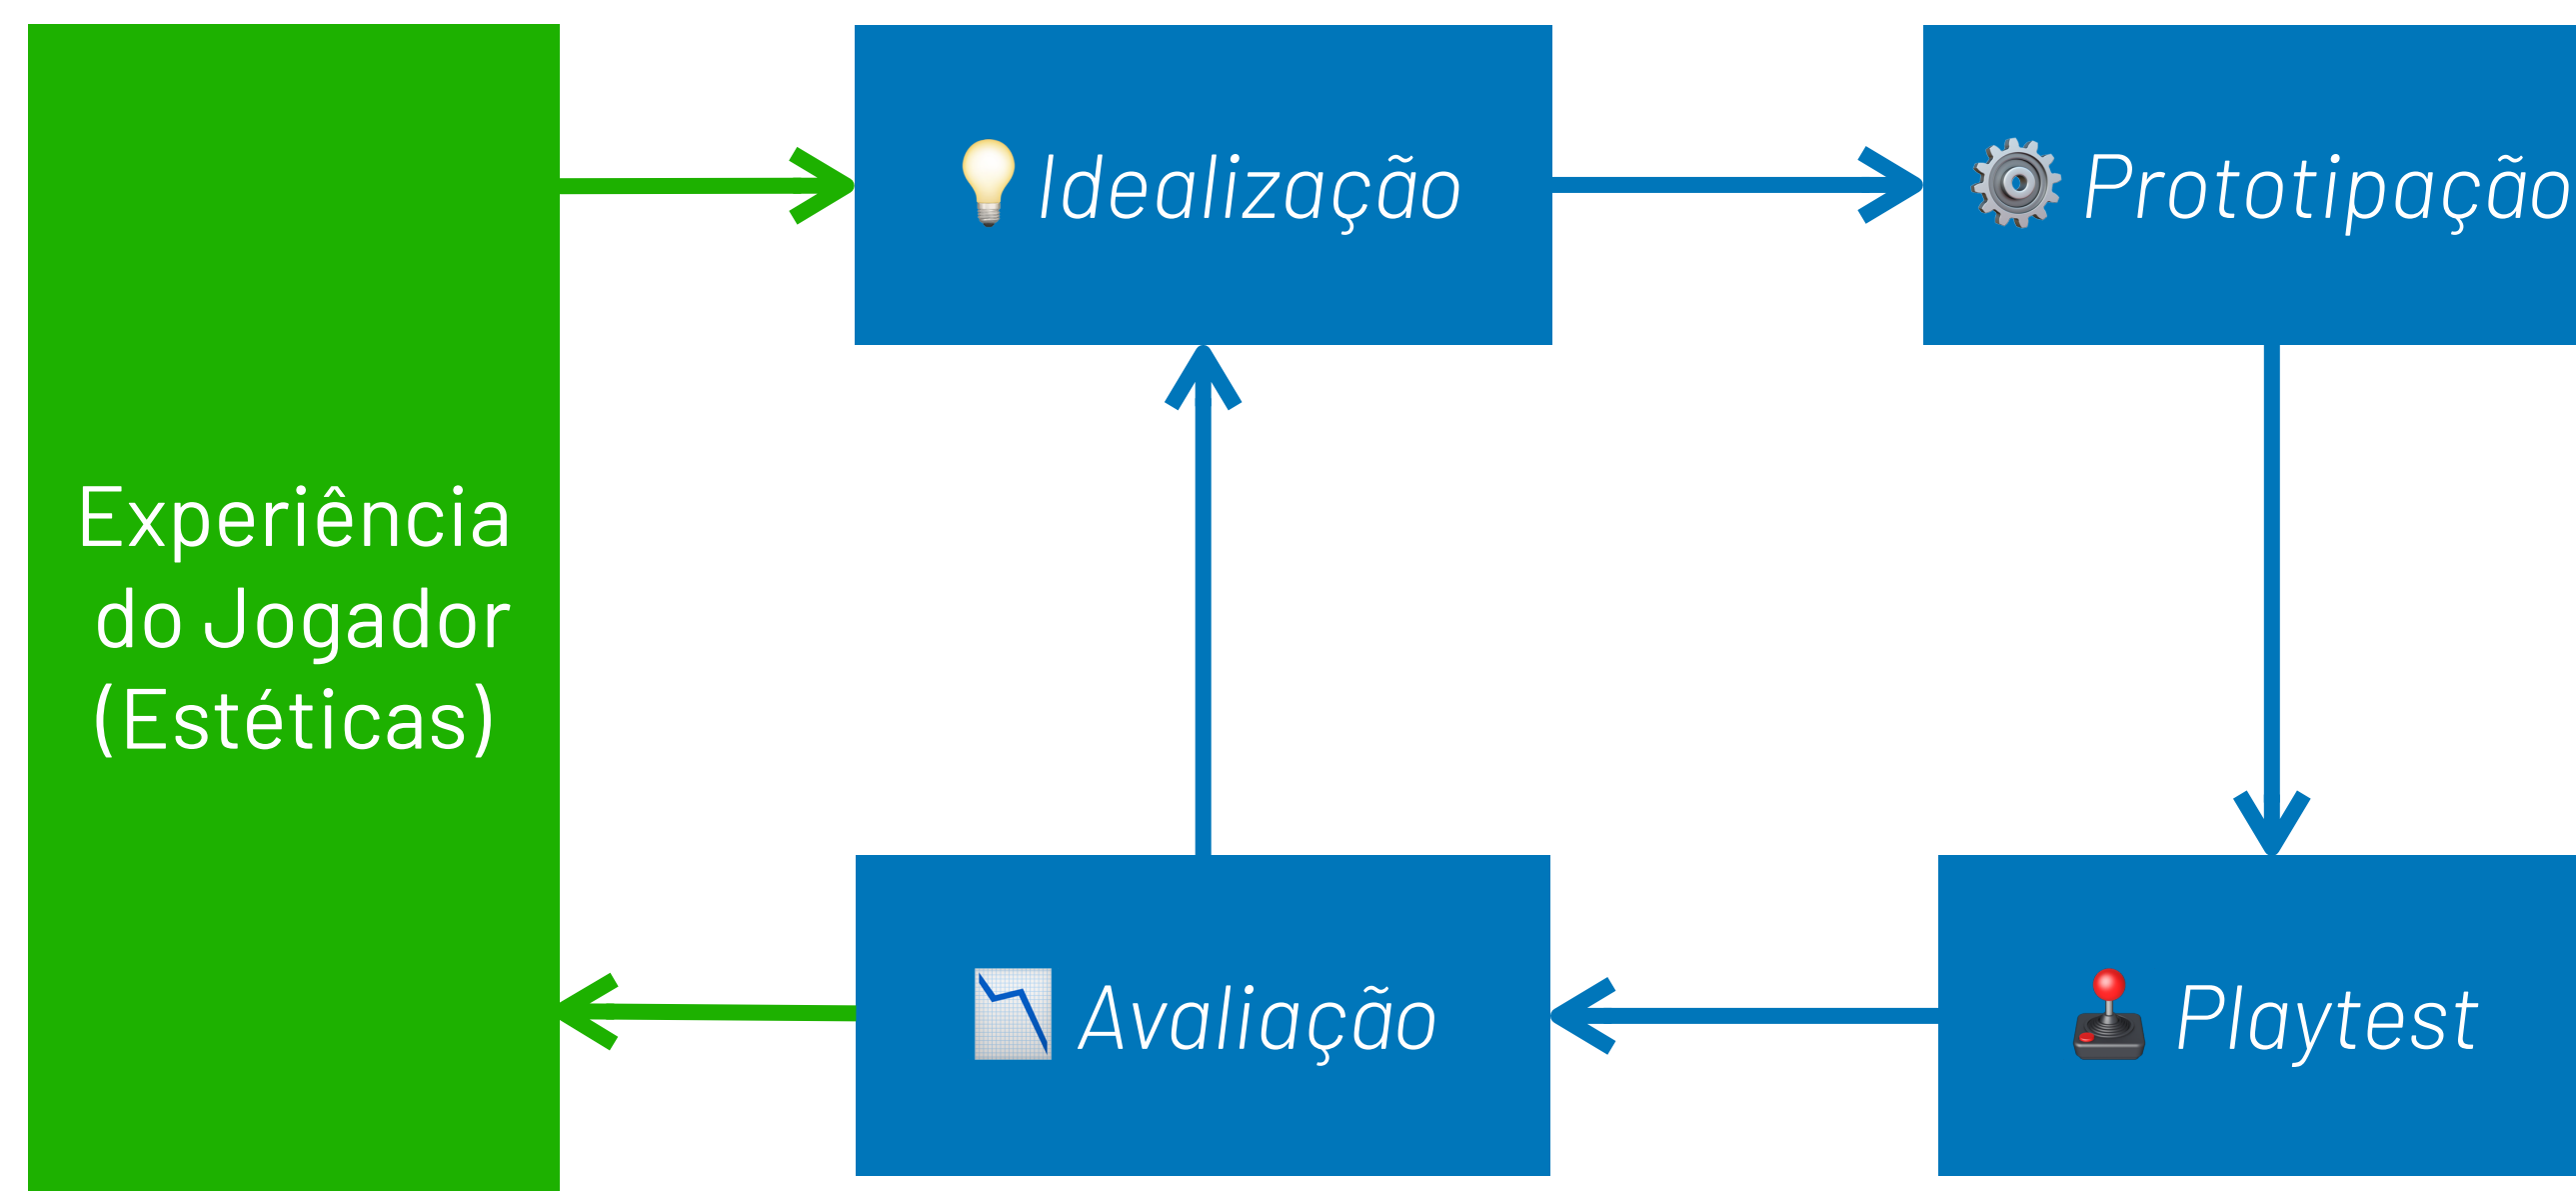 Experiência
do Jogador
(Estéticas)
Idealização
Prototipação
Avaliação
Playtest